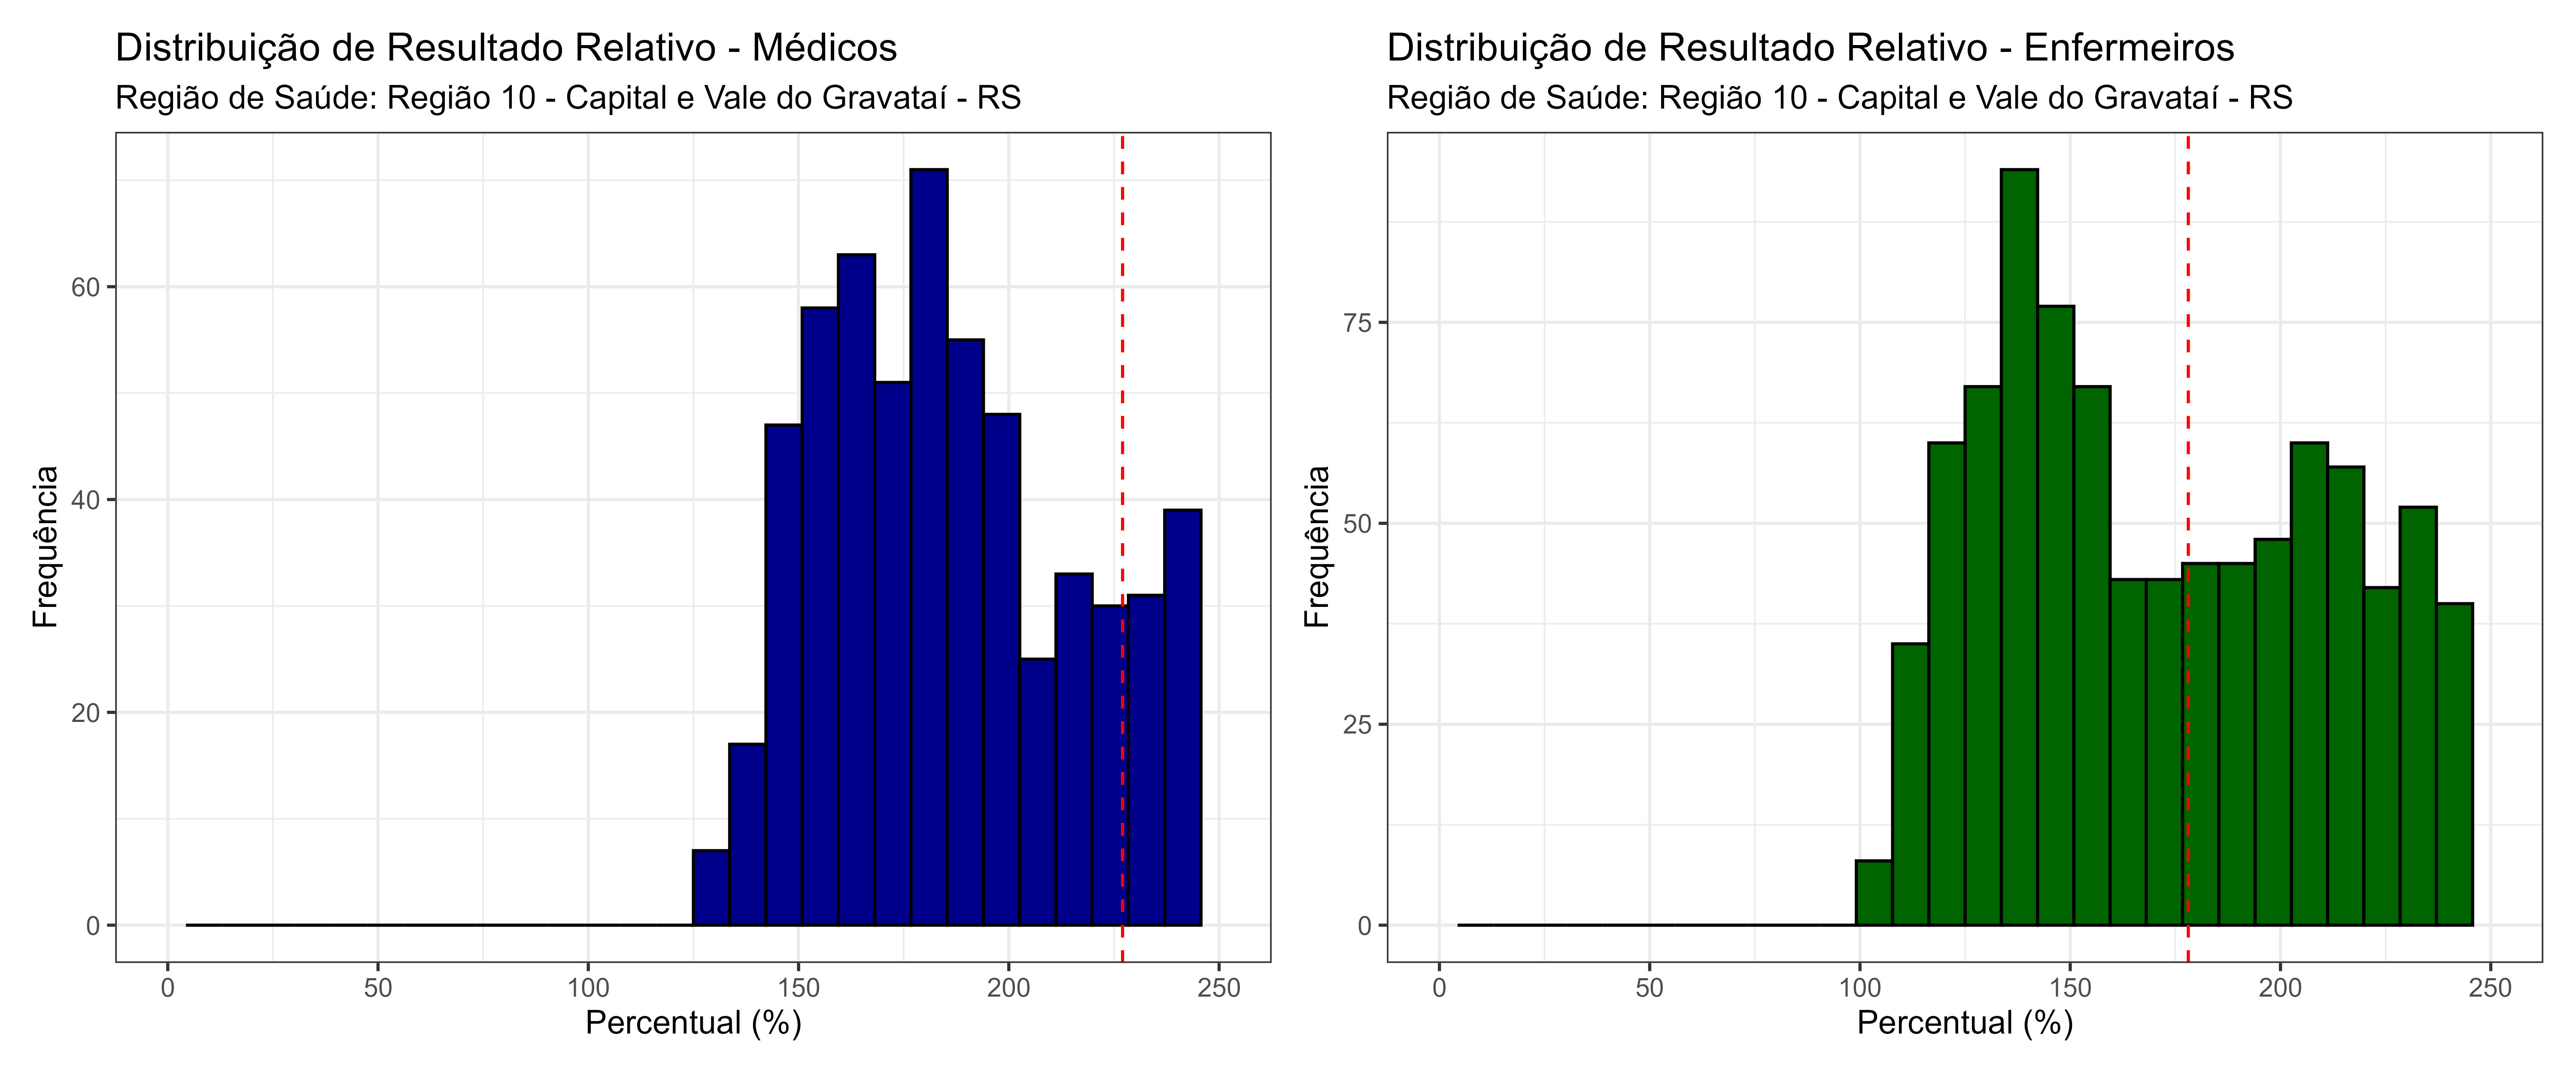 Distribuição de Resultado Relativo - Médicos
Região de Saúde: Região 10 - Capital e Vale do Gravataí - RS
Frequência
60
40
20
0
0 50 100 150 200 250
Percentual (%)
Distribuição de Resultado Relativo - Enfermeiros
Região de Saúde: Região 10 - Capital e Vale do Gravataí - RS
Frequência
75
50
25
0
0 50 100 150 200 250
Percentual (%)